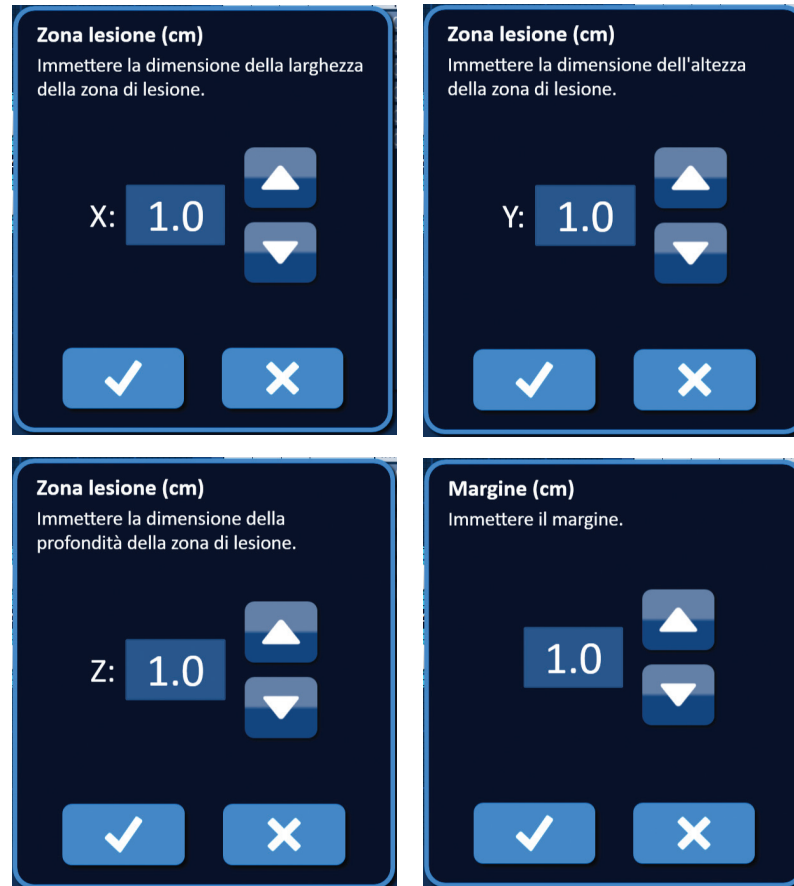 Zona lesione (cm)
Immettere la dimensione della larghezza
della zona di lesione.
X: 1.0
Zona lesione (cm)
Immettere la dimensione dell'altezza
della zona di lesione.
Y: 1.0
Zona lesione (cm)
Immettere la dimensione della
profondità della zona di lesione.
Z: 1.0
Margine (cm)
Immettere il margine.
1.0